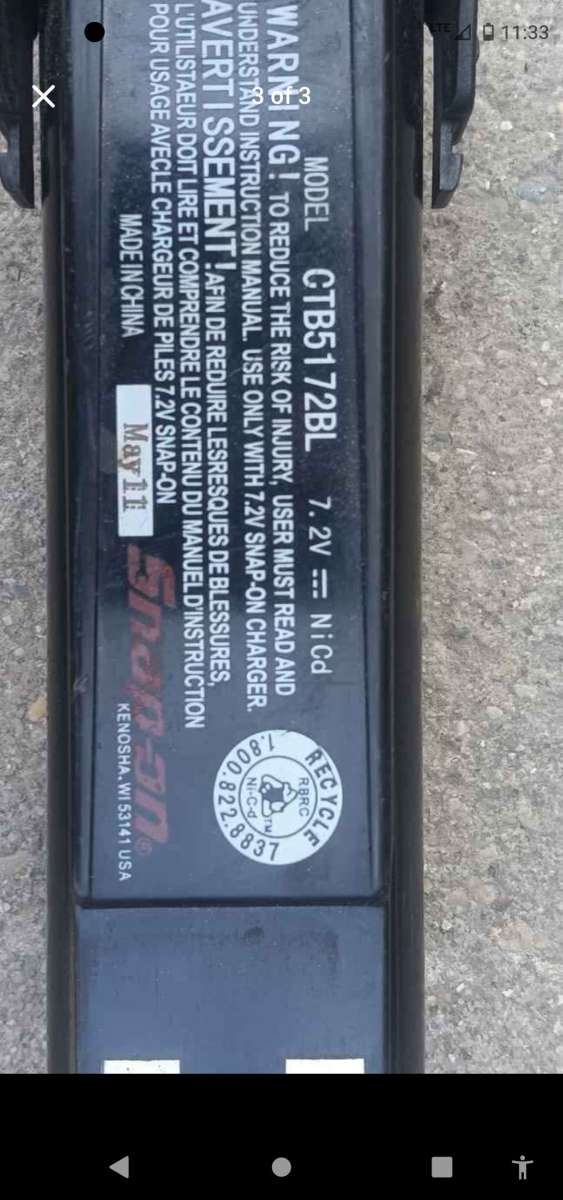 LTE 11:33
3 of 3
MODEL CTB5172BL 7.2V NiCd
WARNING! TO REDUCE THE RISK OF INJURY, USER MUST READ AND
UNDERSTAND INSTRUCTION MANUAL. USE ONLY WITH 7.2V SNAP-ON CHARGER.
AVERTISSEMENT! AFIN DE REDUIRE LESRESQUES DE BLESSURES,
L'UTILISTAEUR DOIT LIRE ET COMPRENDRE LE CONTENU DU MANUEL D'INSTRUCTION
POUR USAGE AVECLE CHARGEUR DE PILES 7.2V SNAP-ON
MADE IN CHINA
May11
Snap-on®
KENOSHA, WI 53141 USA
RECYCLE
RBRC
Ni-Cd
TM
1.800.822.8837